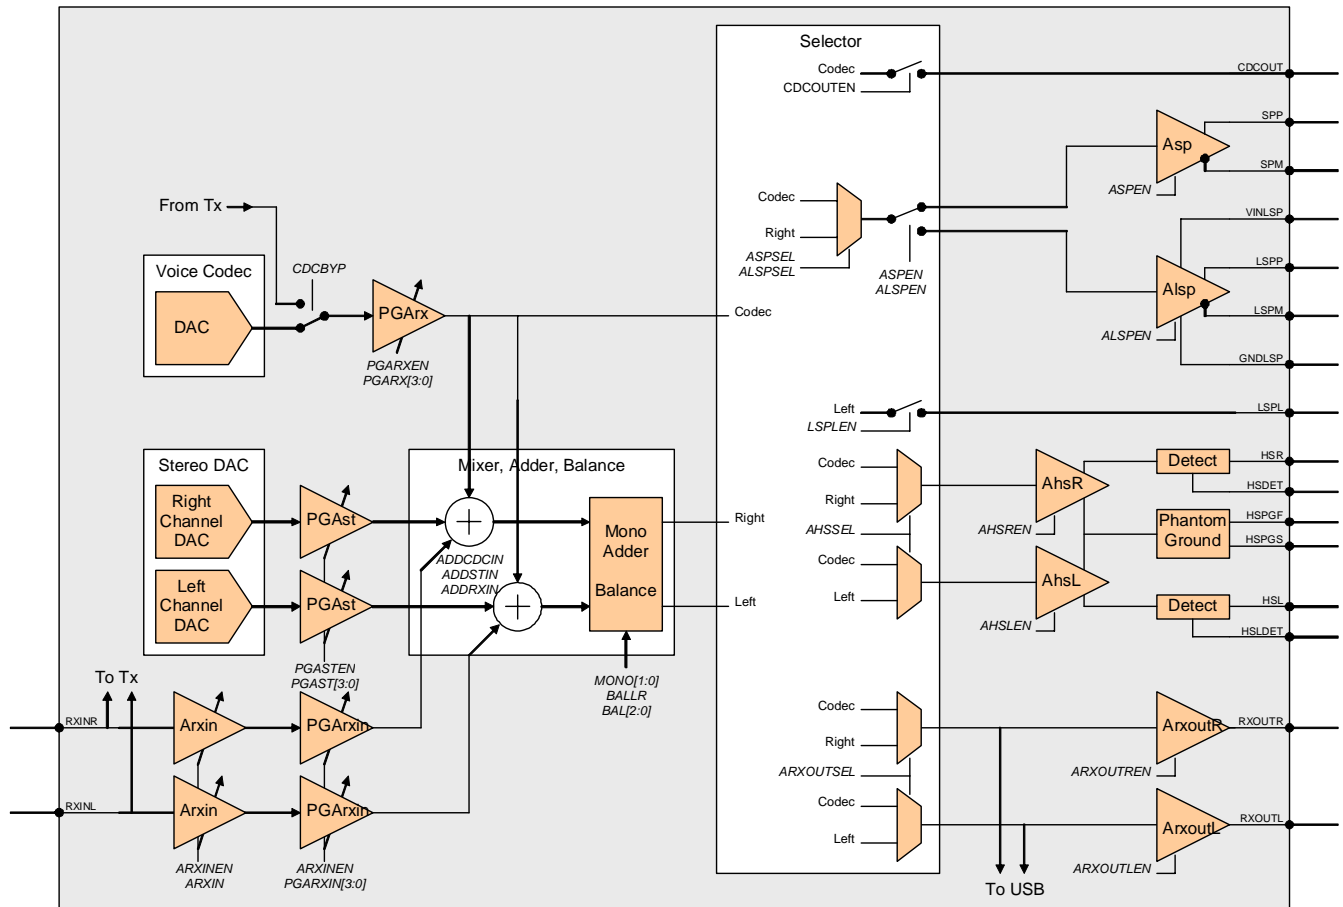 Selector
Codec
CDCOUTEN
CDCOUT
SPP
Asp
SPM
ASPEN
Codec
Right
ASPSEL
ALSPSEL
ASPEN
ALSPEN
VINLSP
LSPP
Alsp
LSPM
ALSPEN
GNDLSP
From Tx
Voice Codec
DAC
CDCBYP
PGArx
PGARXEN
PGARX[3:0]
Codec
Left
LSPLEN
LSPL
Stereo DAC
Right
Channel
DAC
Left
Channel
DAC
PGAst
PGAst
PGASTEN
PGAST[3:0]
Mixer, Adder, Balance
ADDCDCIN
ADDSTIN
ADDRXIN
Mono
Adder
Balance
MONO[1:0]
BALLR
BAL[2:0]
Right
Left
Codec
Right
AHSSEL
Codec
Left
AhsR
AHSREN
AhsL
AHSLEN
Detect
HSR
HSDET
Phantom
Ground
HSPGF
HSPGS
Detect
HSL
HSLDET
To Tx
RXINR
RXINL
Arxin
Arxin
ARXINEN
ARXIN
PGArxin
PGArxin
ARXINEN
PGARXIN[3:0]
Codec
Right
ARXOUTSEL
Codec
Left
To USB
ArxoutR
ARXOUTREN
RXOUTR
ArxoutL
ARXOUTLEN
RXOUTL